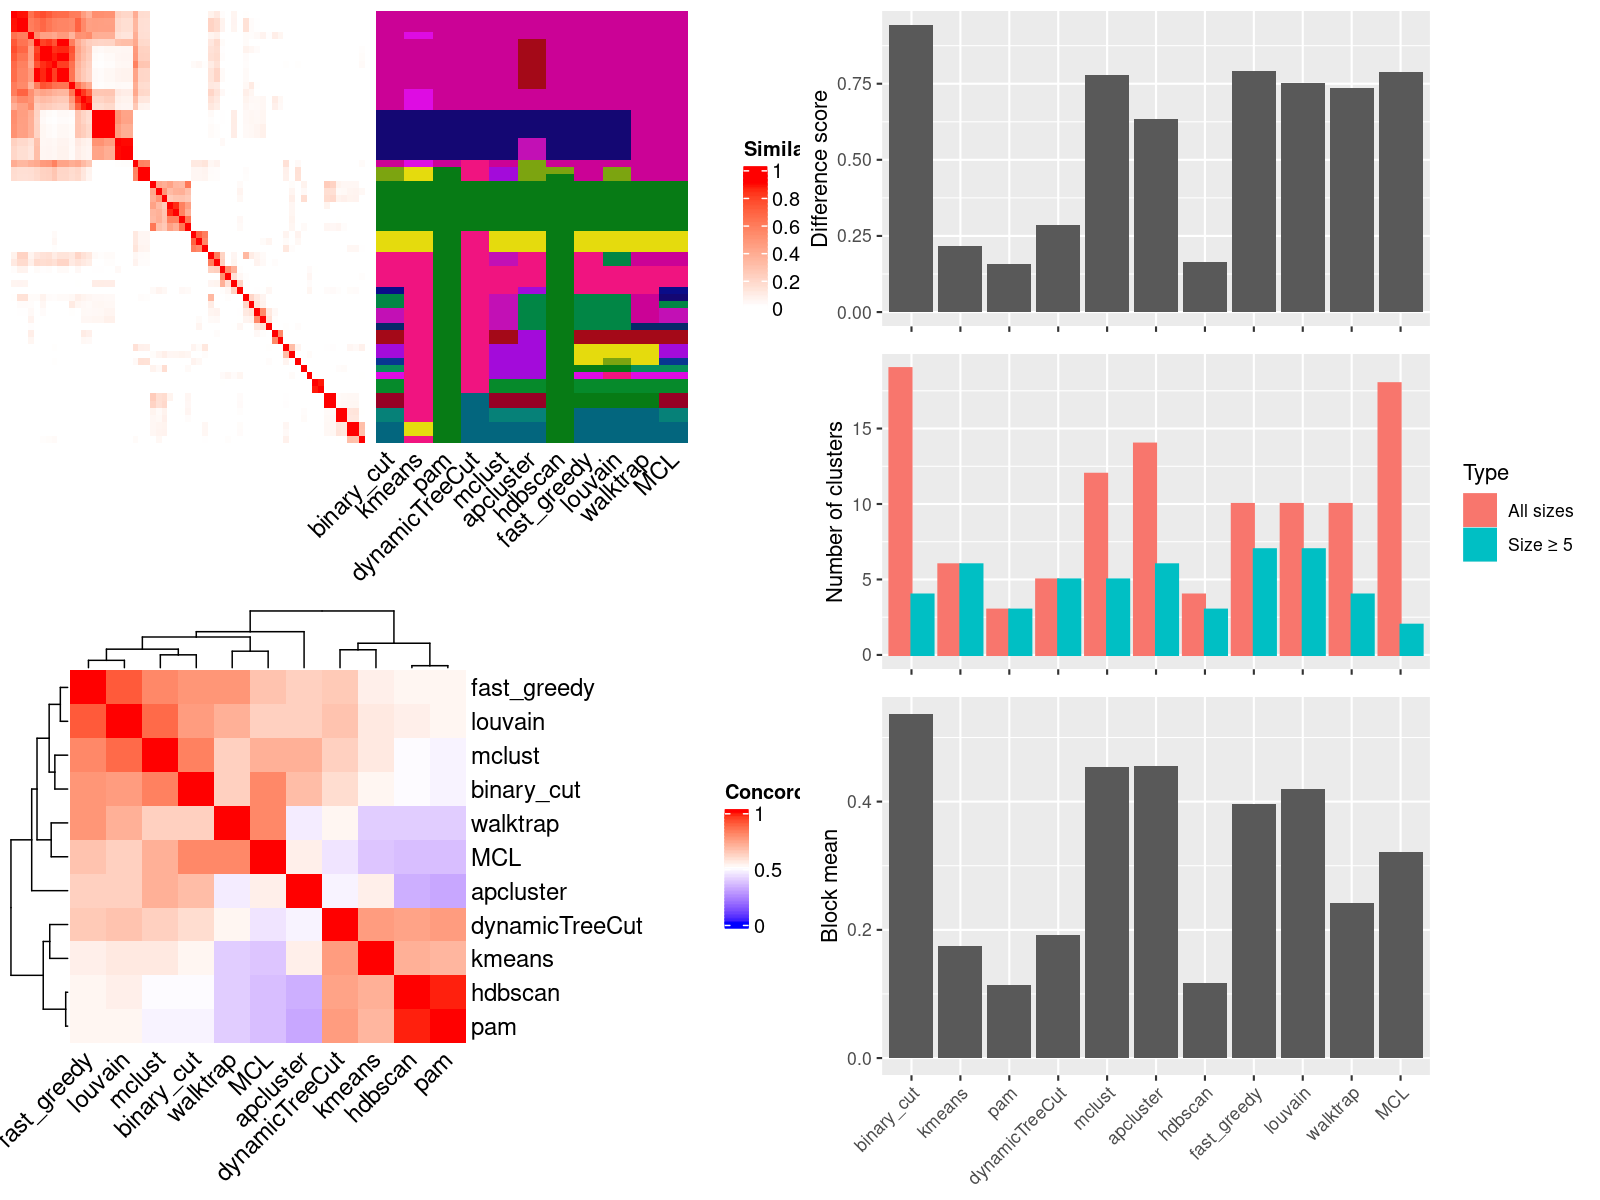 Simila
1
0.8
0.6
0.4
0.2
0
binary_cut
kmeans
pam
dynamicTreeCut
mclust
apcluster
hdbscan
fast_greedy
louvain
walktrap
MCL
Difference score
0.75
0.50
0.25
0.00
Number of clusters
15
10
5
0
Type
All sizes
Size ≥ 5
fast_greedy
louvain
mclust
binary_cut
walktrap
MCL
apcluster
dynamicTreeCut
kmeans
hdbscan
pam
fast_greedy
louvain
mclust
binary_cut
walktrap
MCL
apcluster
dynamicTreeCut
kmeans
hdbscan
pam
Concord
1
0.5
0
Block mean
0.4
0.2
0.0
binary_cut
kmeans
pam
dynamicTreeCut
mclust
apcluster
hdbscan
fast_greedy
louvain
walktrap
MCL